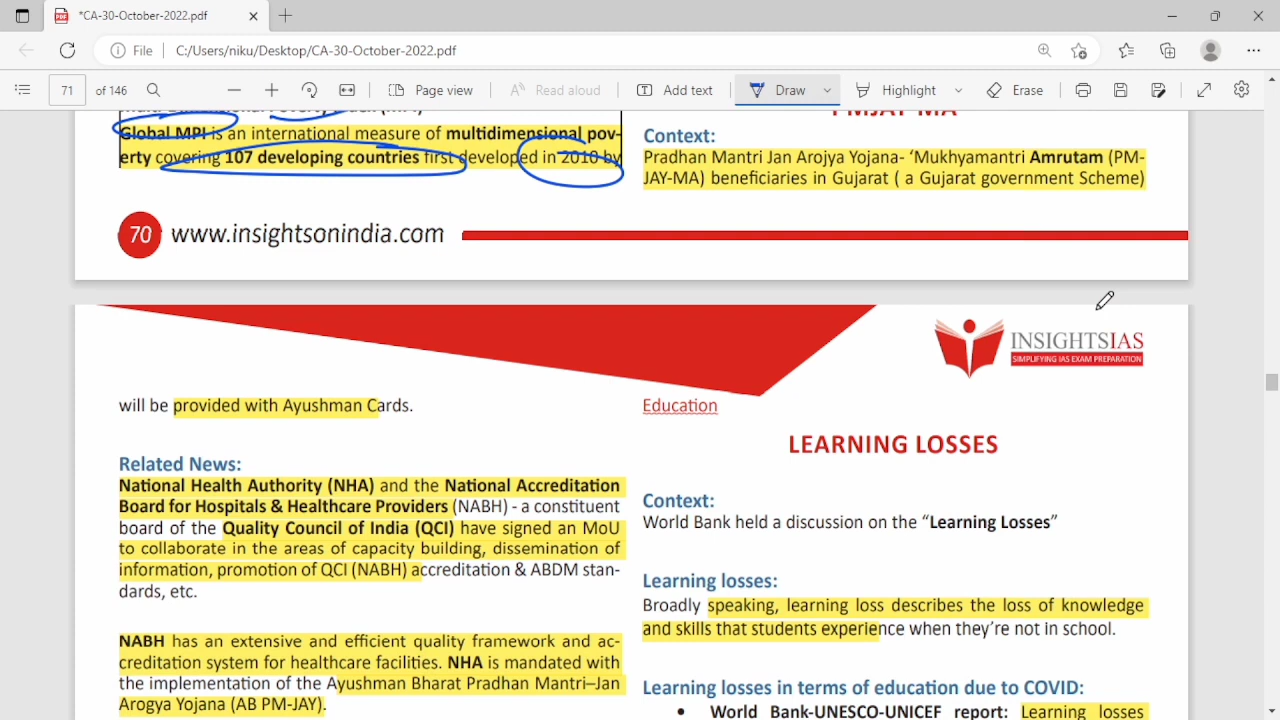 *CA-30-October-2022.pdf
File
C:/Users/niku/Desktop/CA-30-October-2022.pdf
71 of 146
Page view
Read aloud
Add text
Draw
Highlight
Erase
Global MPI is an international measure of multidimensional pov-
erty covering 107 developing countries first developed in 2010 by
PMJAY-MA
Context:
Pradhan Mantri Jan Arojya Yojana- ‘Mukhyamantri Amrutam (PM-
JAY-MA) beneficiaries in Gujarat ( a Gujarat government Scheme)
70 www.insightsonindia.com
INSIGHTSIAS
SIMPLIFYING IAS EXAM PREPARATION
will be provided with Ayushman Cards.
Related News:
National Health Authority (NHA) and the National Accreditation
Board for Hospitals & Healthcare Providers (NABH) - a constituent
board of the Quality Council of India (QCI) have signed an MoU
to collaborate in the areas of capacity building, dissemination of
information, promotion of QCI (NABH) accreditation & ABDM stan-
dards, etc.
NABH has an extensive and efficient quality framework and ac-
creditation system for healthcare facilities. NHA is mandated with
the implementation of the Ayushman Bharat Pradhan Mantri–Jan
Arogya Yojana (AB PM-JAY).
Education
LEARNING LOSSES
Context:
World Bank held a discussion on the “Learning Losses”
Learning losses:
Broadly speaking, learning loss describes the loss of knowledge
and skills that students experience when they’re not in school.
Learning losses in terms of education due to COVID:
• World Bank-UNESCO-UNICEF report: Learning losses